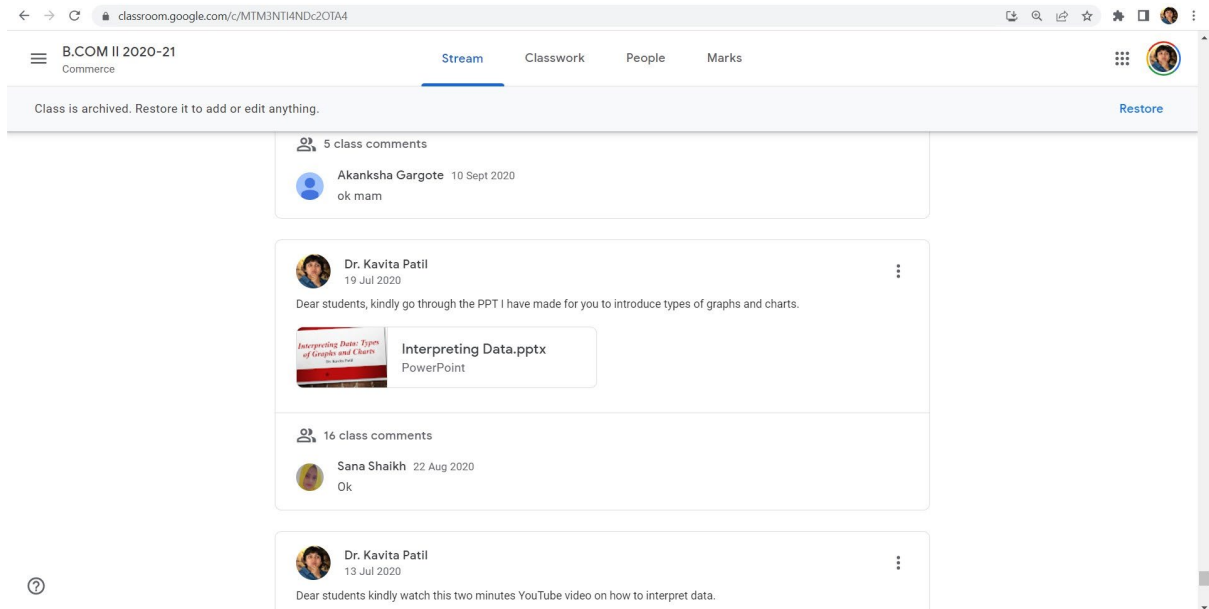 classroom.google.com/c/MTM3NTI4NDc2OTA4
B.COM II 2020-21
Commerce
Stream
Classwork
People
Marks
Class is archived. Restore it to add or edit anything.
Restore
5 class comments
Akanksha Gargote 10 Sept 2020
ok mam
Dr. Kavita Patil
19 Jul 2020
Dear students, kindly go through the PPT I have made for you to introduce types of graphs and charts.
Interpreting Data: Types
of Graphs and Charts
Dr. Kavita Patil
Interpreting Data.pptx
PowerPoint
16 class comments
Sana Shaikh 22 Aug 2020
Ok
Dr. Kavita Patil
13 Jul 2020
Dear students kindly watch this two minutes YouTube video on how to interpret data.